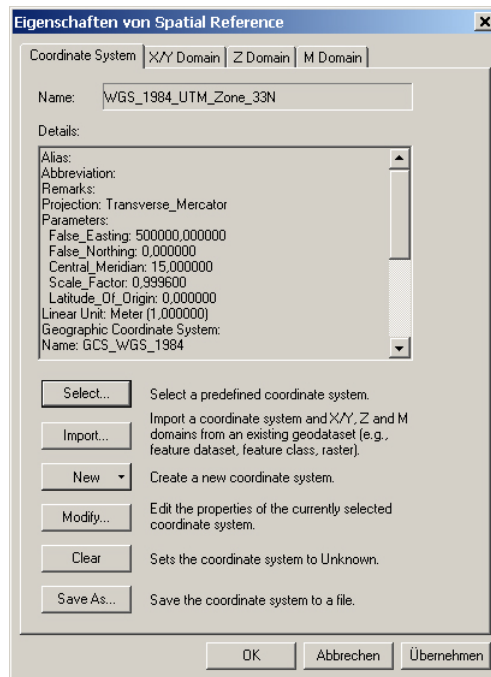 Eigenschaften von Spatial Reference
Coordinate System X/Y Domain Z Domain M Domain
Name: WGS_1984_UTM_Zone_33N
Details:
Alias:
Abbreviation:
Remarks:
Projection: Transverse_Mercator
Parameters:
False_Easting: 500000,000000
False_Northing: 0,000000
Central_Meridian: 15,000000
Scale_Factor: 0,999600
Latitude_Of_Origin: 0,000000
Linear Unit: Meter (1,000000)
Geographic Coordinate System:
Name: GCS_WGS_1984
Select... Select a predefined coordinate system.
Import... Import a coordinate system and X/Y, Z and M
domains from an existing geodataset (e.g.,
feature dataset, feature class, raster).
New Create a new coordinate system.
Modify... Edit the properties of the currently selected
coordinate system.
Clear Sets the coordinate system to Unknown.
Save As... Save the coordinate system to a file.
OK Abbrechen Übernehmen